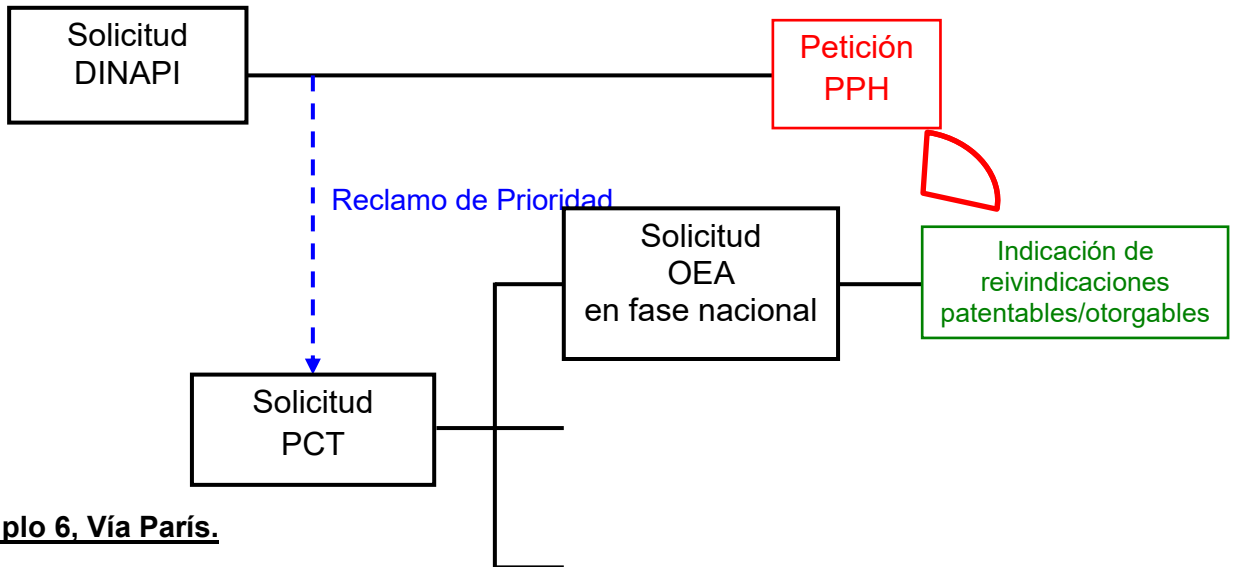 Solicitud
DINAPI
Petición
PPH
Reclamo de Prioridad
Solicitud
OEA
en fase nacional
Indicación de
reivindicaciones
patentables/otorgables
Solicitud
PCT
plo 6, Vía París.